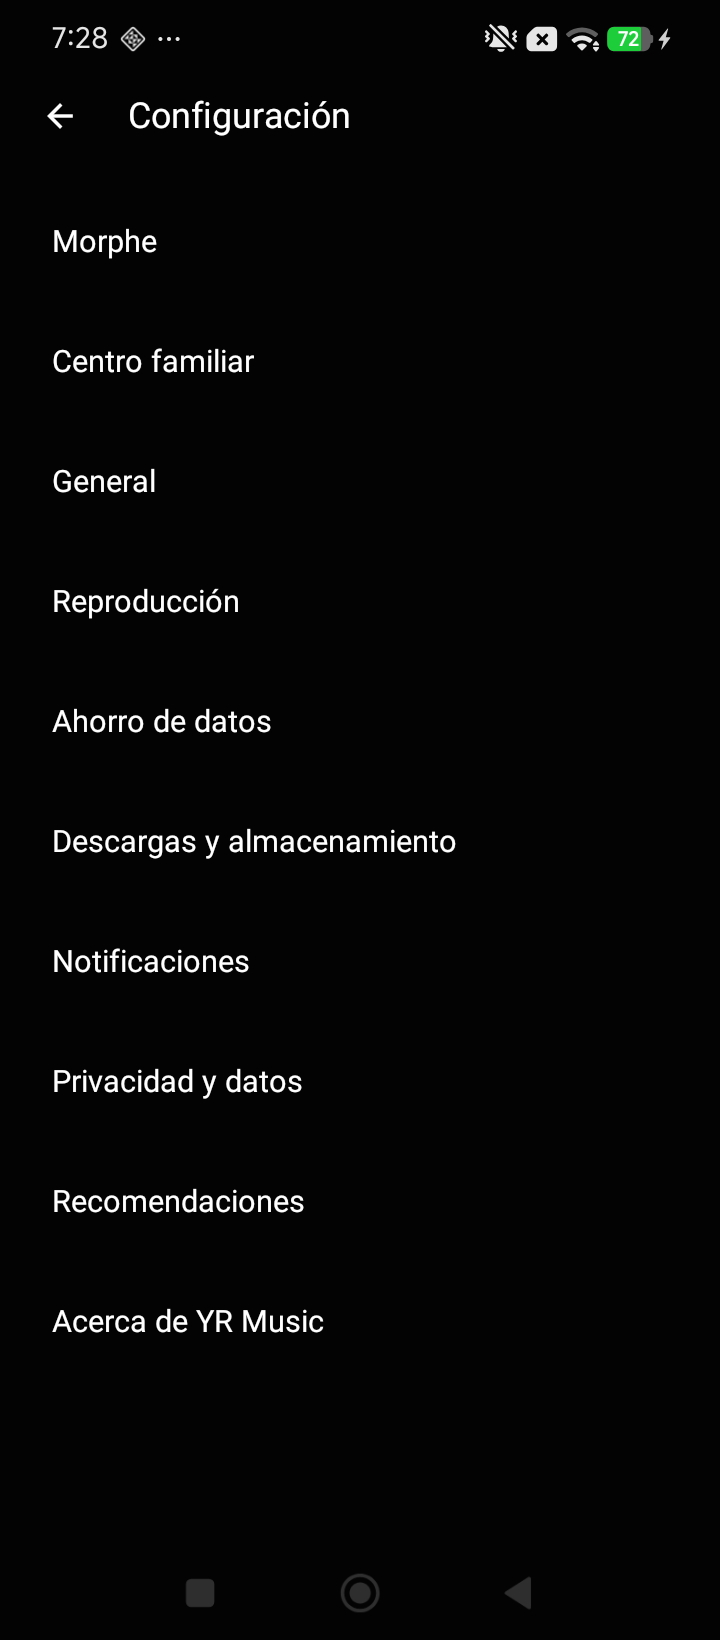 7:28
72
Configuración
Morphe
Centro familiar
General
Reproducción
Ahorro de datos
Descargas y almacenamiento
Notificaciones
Privacidad y datos
Recomendaciones
Acerca de YR Music